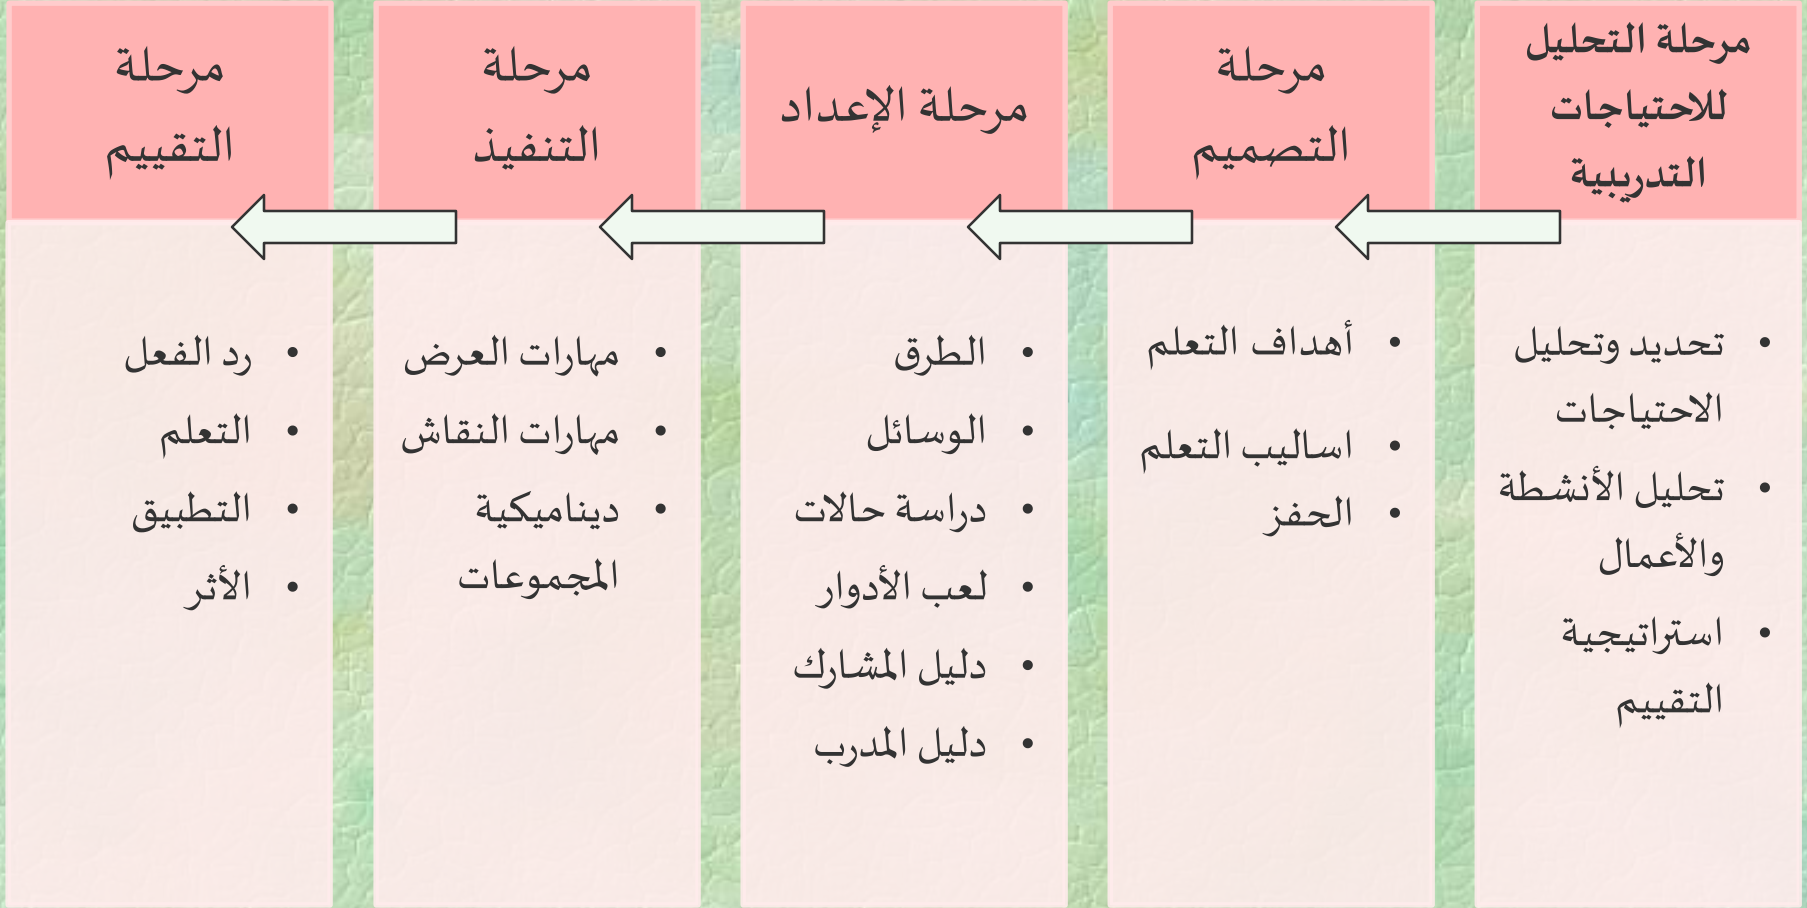 مرحلة التحليل
للاحتياجات
التدريبية
• تحديد وتحليل
الاحتياجات
• تحليل الأنشطة
والأعمال
• استراتيجية
التقييم
مرحلة
التصميم
• أهداف التعلم
• اساليب التعلم
• الحفز
مرحلة الإعداد
• الطرق
• الوسائل
• دراسة حالات
• لعب الأدوار
• دليل المشارك
• دليل المدرب
مرحلة
التنفيذ
• مهارات العرض
• مهارات النقاش
• ديناميكية
المجموعات
مرحلة
التقييم
• رد الفعل
• التعلم
• التطبيق
• الأثر